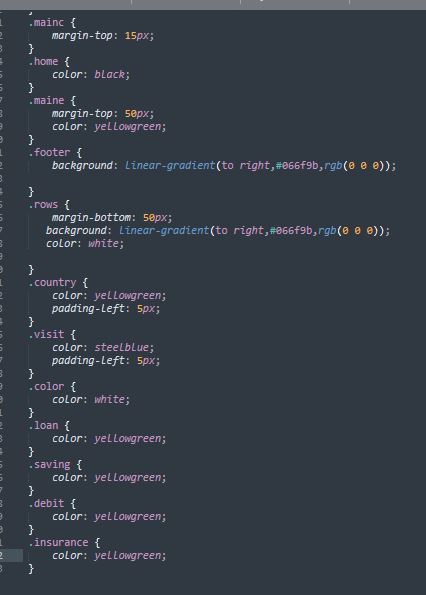 }
.mainc {
margin-top: 15px;
}
.home {
color: black;
}
.maine {
margin-top: 50px;
color: yellowgreen;
}
.footer {
background: linear-gradient(to right,#066f9b,rgb(0 0 0));
}
.rows {
margin-bottom: 50px;
background: linear-gradient(to right,#066f9b,rgb(0 0 0));
color: white;
}
.country {
color: yellowgreen;
padding-left: 5px;
}
.visit {
color: steelblue;
padding-left: 5px;
}
.color {
color: white;
}
.loan {
color: yellowgreen;
}
.saving {
color: yellowgreen;
}
.debit {
color: yellowgreen;
}
.insurance {
color: yellowgreen;
}